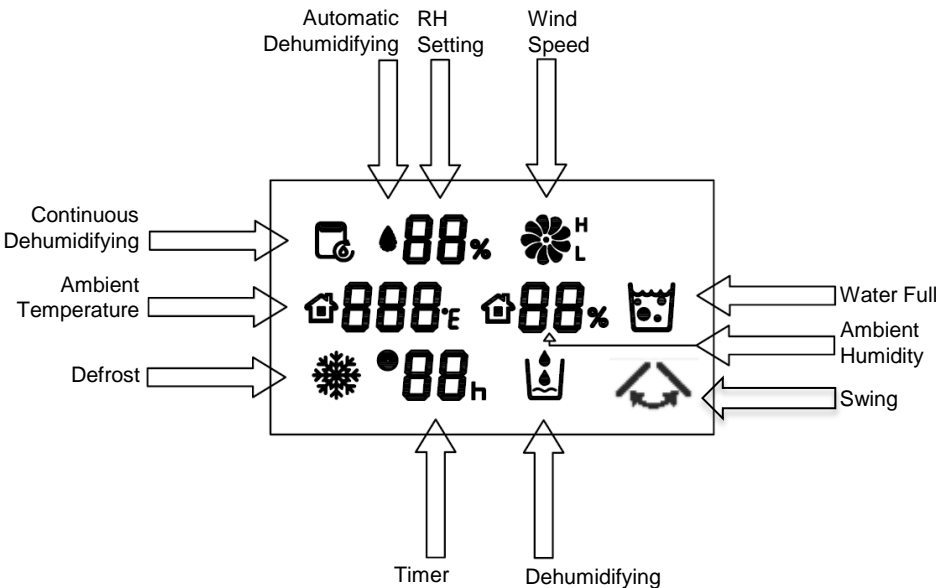 Automatic
Dehumidifying
RH
Setting
Wind
Speed
Continuous
Dehumidifying
88%
H
L
Ambient
Temperature
888°E
88%
Water Full
Ambient
Humidity
Defrost
88h
Swing
Timer
Dehumidifying